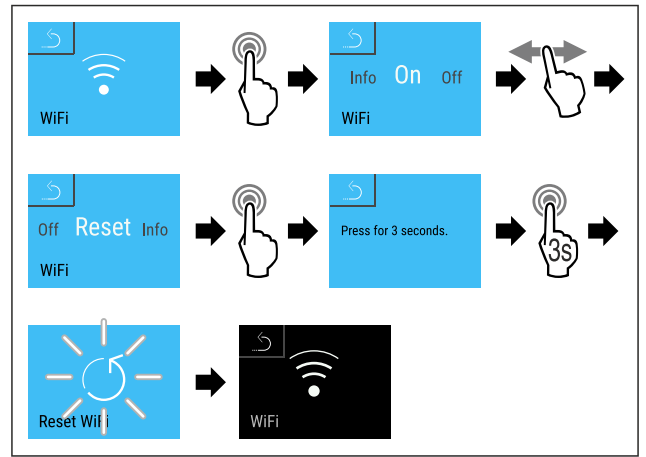 WiFi
Info On Off
WiFi
Off Reset Info
WiFi
Press for 3 seconds.
3s
Reset WiFi
WiFi